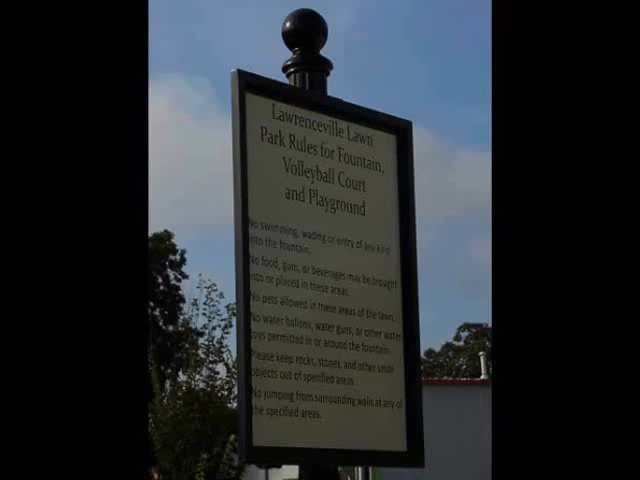 Lawrenceville Lawn
Park Rules for Fountain,
Volleyball Court
and Playground
No swimming, wading or entry of any kind
into the fountain.
No food, gum, or beverages may be brought
into or placed in these areas.
No pets allowed in these areas of the lawn.
No water ballons, water guns, or other water
toys permitted in or around the fountain.
Please keep rocks, stones, and other small
objects out of specified areas.
No jumping from surrounding walls at any of
the specified areas.